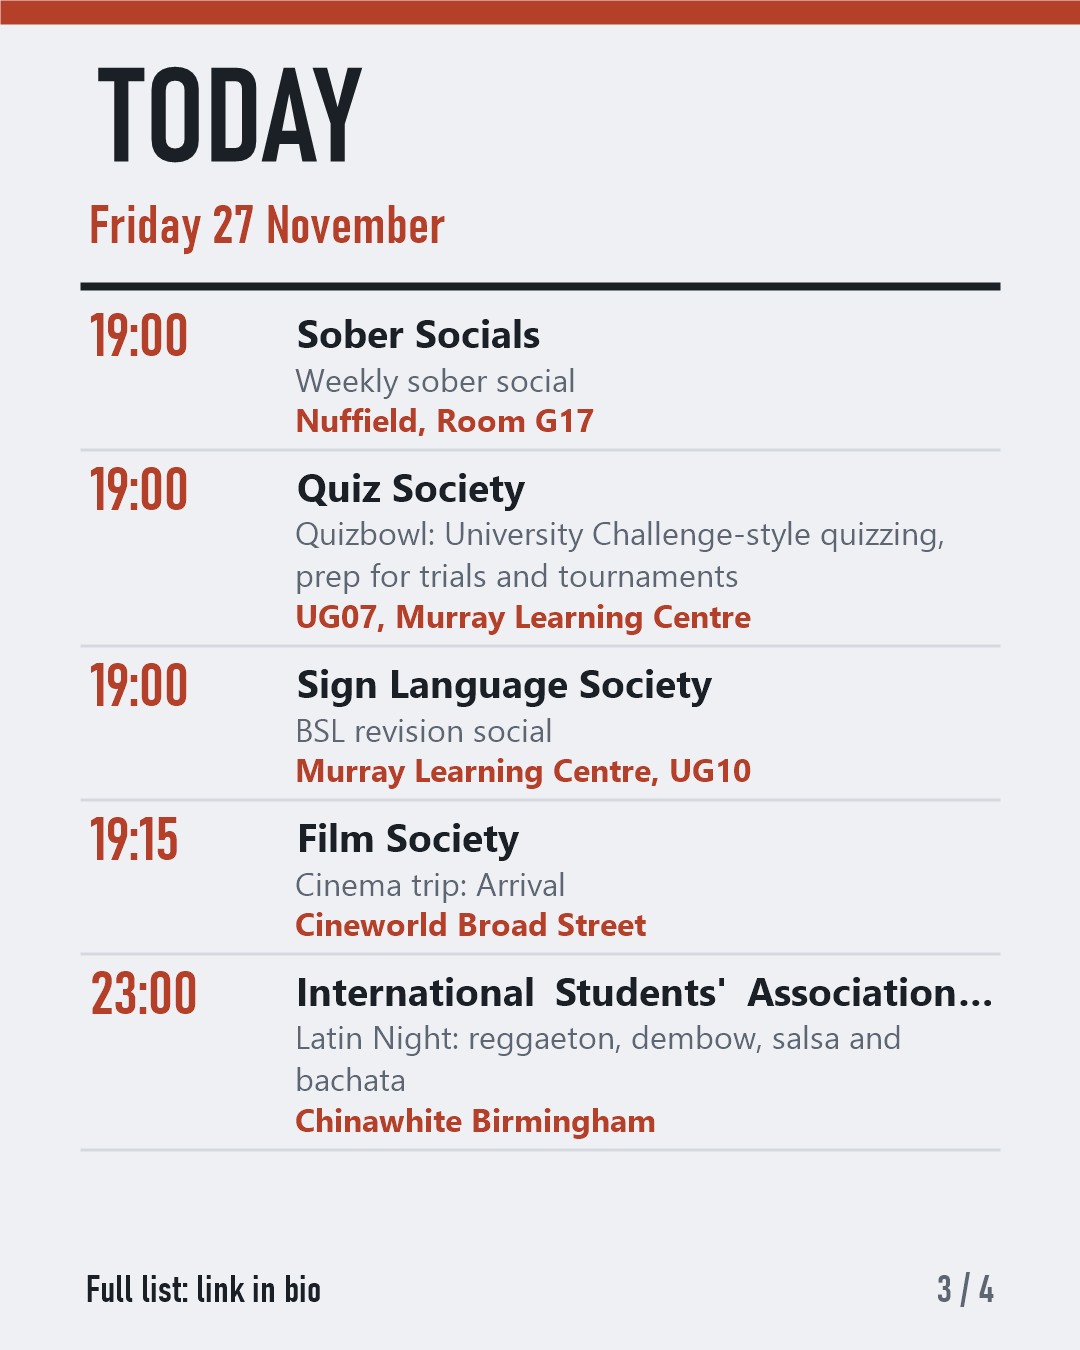 TODAY
Friday 27 November
19:00
Sober Socials
Weekly sober social
Nuffield, Room G17
19:00
Quiz Society
Quizbowl: University Challenge-style quizzing,
prep for trials and tournaments
UG07, Murray Learning Centre
19:00
Sign Language Society
BSL revision social
Murray Learning Centre, UG10
19:15
Film Society
Cinema trip: Arrival
Cineworld Broad Street
23:00
International Students' Association...
Latin Night: reggaeton, dembow, salsa and
bachata
Chinawhite Birmingham
Full list: link in bio
3 / 4